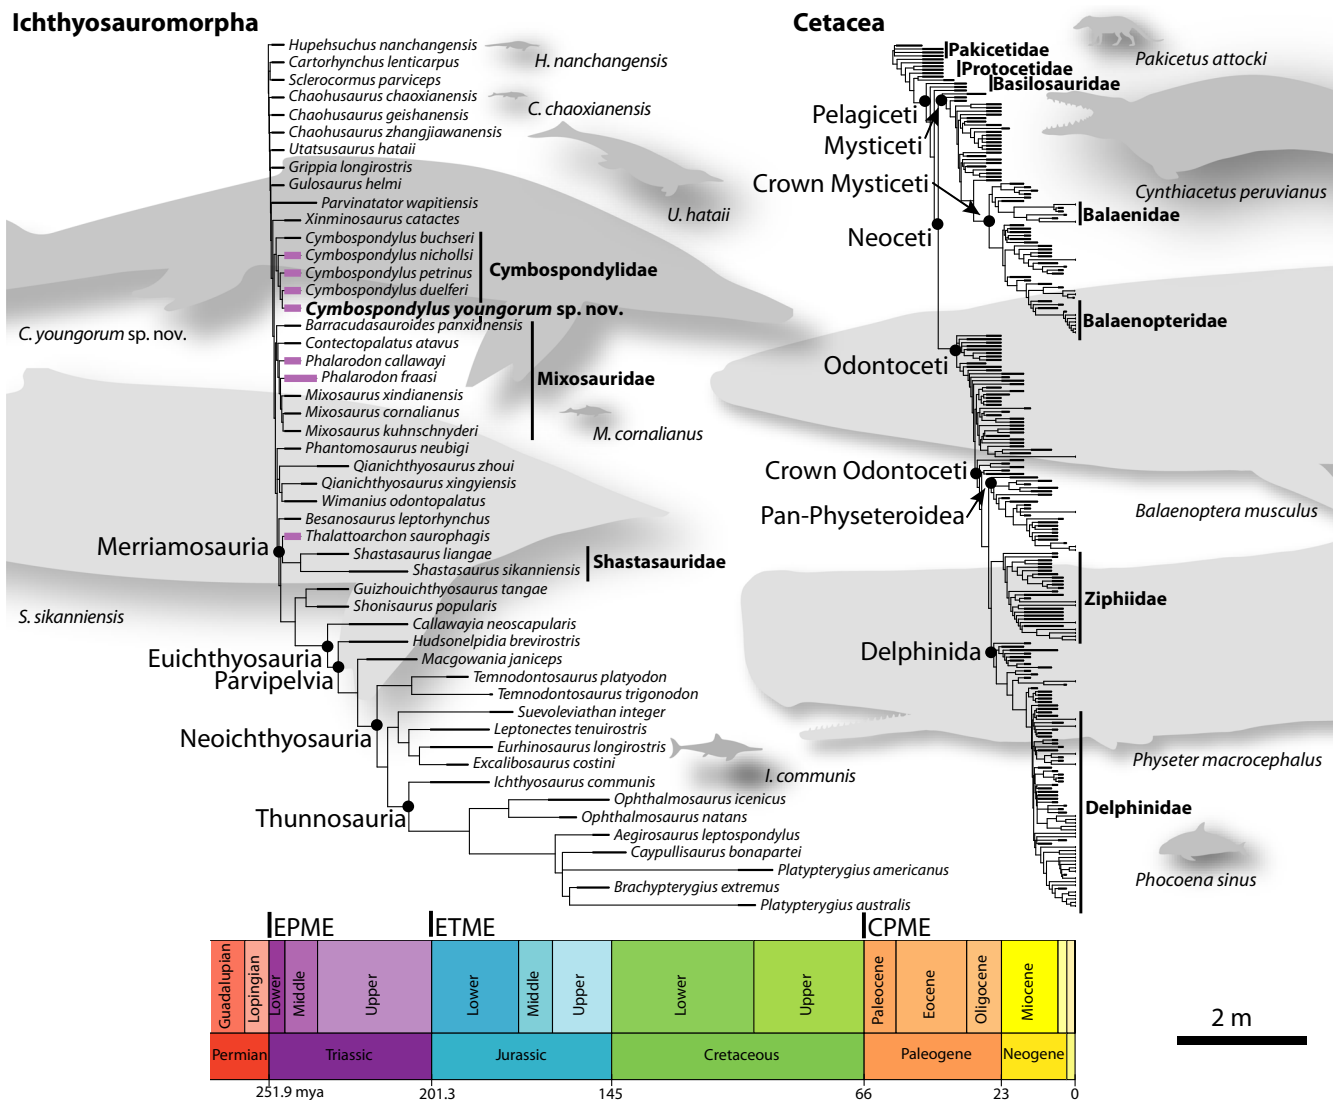 Ichthyosauromorpha
Hupehsuchus nanchangensis
Cartorhynchus lenticarpus
Sclerocormus parviceps
Chaohusaurus chaoxianensis
Chaohusaurus geishanensis
Chaohusaurus zhangjiawanensis
Utatsusaurus hataii
Grippia longirostris
Gulosaurus helmi
Parvinatator wapitiensis
Xinminosaurus catactes
Cymbospondylus buchseri
Cymbospondylus nichollsi
Cymbospondylus petrinus
Cymbospondylus duelferi
Cymbospondylus youngorum sp. nov.
Barracudasauroides panxianensis
Contectopalatus atavus
Phalarodon callawayi
Phalarodon fraasi
Mixosaurus xindianensis
Mixosaurus cornalianus
Mixosaurus kuhnschnyderi
Phantomosaurus neubigi
Qianichthyosaurus zhoui
Qianichthyosaurus xingyiensis
Wimanius odontopalatus
Besanosaurus leptorhynchus
Thalattoarchon saurophagis
Shastasaurus liangae
Shastasaurus sikanniensis
Guizhouichthyosaurus tangae
Shonisaurus popularis
Callawayia neoscapularis
Hudsonelpidia brevirostris
Macgowania janiceps
Temnodontosaurus platyodon
Temnodontosaurus trigonodon
Suevoleviathan integer
Leptonectes tenuirostris
Eurhinosaurus longirostris
Excalibosaurus costini
Ichthyosaurus communis
Ophthalmosaurus icenicus
Ophthalmosaurus natans
Aegirosaurus leptospondylus
Caypullisaurus bonapartei
Platypterygius americanus
Brachypterygius extremus
Platypterygius australis
H. nanchangensis
C. chaoxianensis
U. hataii
C. youngorum sp. nov.
M. cornalianus
S. sikanniensis
I. communis
Cymbospondylidae
Mixosauridae
Shastasauridae
Merriamosauria
Euichthyosauria
Parvipelvia
Neoichthyosauria
Thunnosauria
Cetacea
Pakicetidae
Protocetidae
Basilosauridae
Pelagiceti
Mysticeti
Crown Mysticeti
Neoceti
Balaenidae
Balaenopteridae
Odontoceti
Crown Odontoceti
Pan-Physeteroidea
Ziphiidae
Delphinida
Delphinidae
Pakicetus attocki
Cynthiacetus peruvianus
Balaenoptera musculus
Physeter macrocephalus
Phocoena sinus
EPME
ETME
CPME
Guadalupian
Lopingian
Lower
Middle
Upper
Lower
Middle
Upper
Lower
Upper
Paleocene
Eocene
Oligocene
Miocene
Permian
Triassic
Jurassic
Cretaceous
Paleogene
Neogene
251.9 mya
201.3
145
66
23
0
2 m